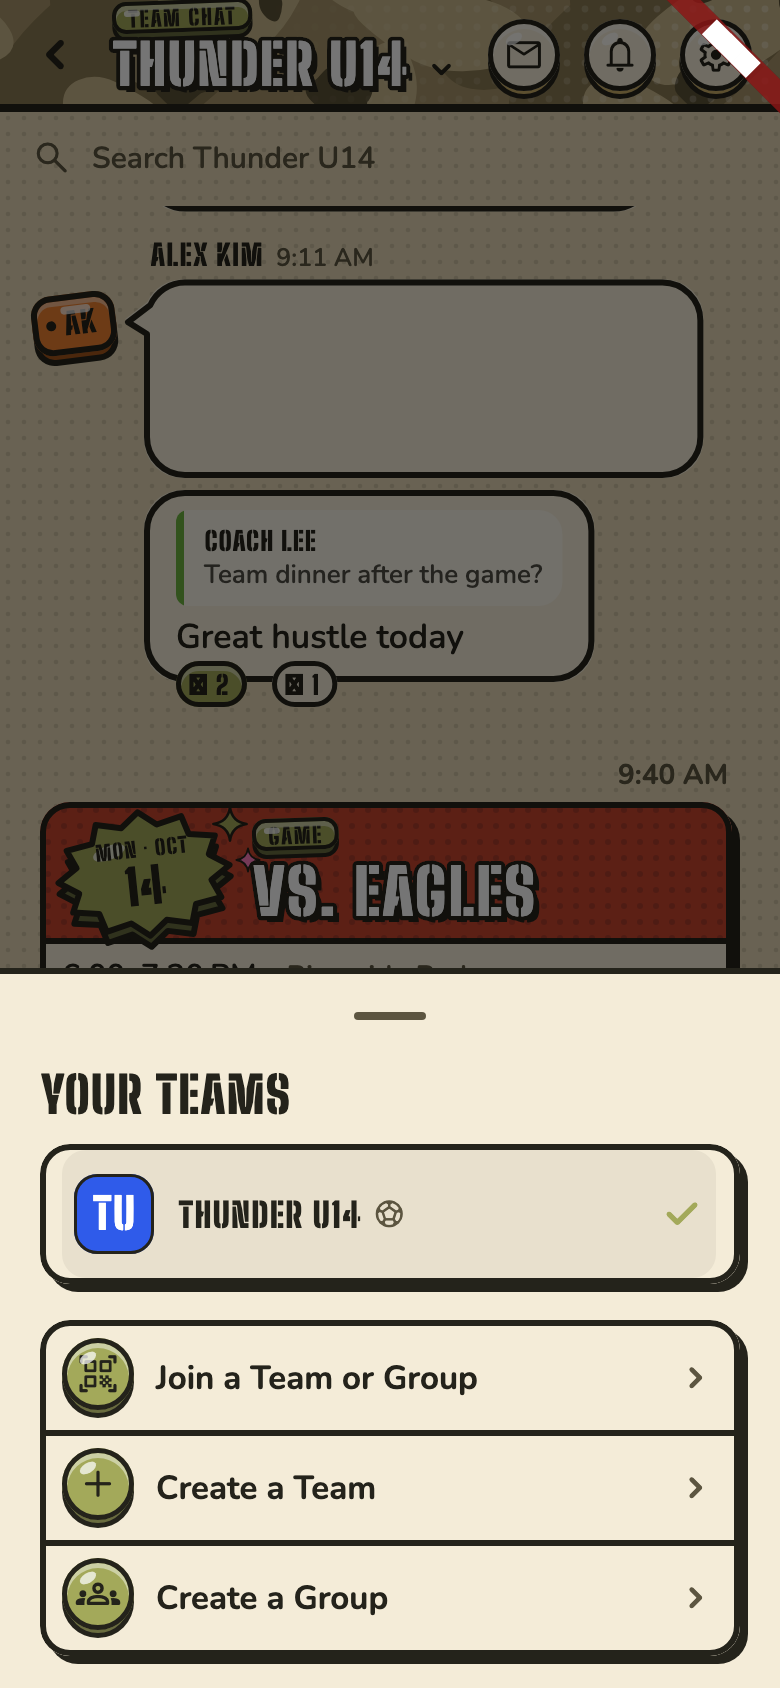 TEAM CHAT
THUNDER U14
Search Thunder U14
ALEX KIM 9:11 AM
AK
COACH LEE
Team dinner after the game?
Great hustle today
2 1
9:40 AM
MON · OCT
14
GAME
VS. EAGLES
YOUR TEAMS
TU THUNDER U14
Join a Team or Group
Create a Team
Create a Group